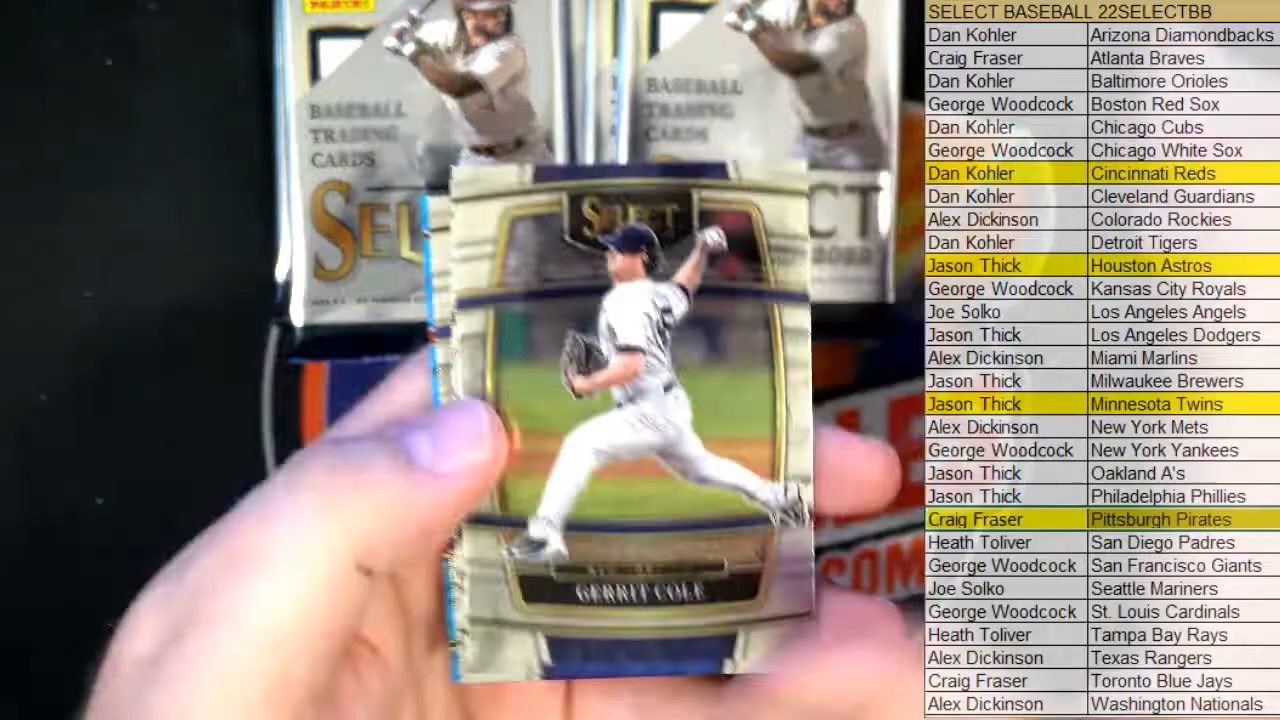 BASEBALL
TRADING
CARDS
SEL
BASEBALL
TRADING
CARDS
CT
2022
SELECT
GERRIT COLE
COM
SELECT BASEBALL 22SELECTBB
Dan Kohler Arizona Diamondbacks
Craig Fraser Atlanta Braves
Dan Kohler Baltimore Orioles
George Woodcock Boston Red Sox
Dan Kohler Chicago Cubs
George Woodcock Chicago White Sox
Dan Kohler Cincinnati Reds
Dan Kohler Cleveland Guardians
Alex Dickinson Colorado Rockies
Dan Kohler Detroit Tigers
Jason Thick Houston Astros
George Woodcock Kansas City Royals
Joe Solko Los Angeles Angels
Jason Thick Los Angeles Dodgers
Alex Dickinson Miami Marlins
Jason Thick Milwaukee Brewers
Jason Thick Minnesota Twins
Alex Dickinson New York Mets
George Woodcock New York Yankees
Jason Thick Oakland A's
Jason Thick Philadelphia Phillies
Craig Fraser Pittsburgh Pirates
Heath Toliver San Diego Padres
George Woodcock San Francisco Giants
Joe Solko Seattle Mariners
George Woodcock St. Louis Cardinals
Heath Toliver Tampa Bay Rays
Alex Dickinson Texas Rangers
Craig Fraser Toronto Blue Jays
Alex Dickinson Washington Nationals